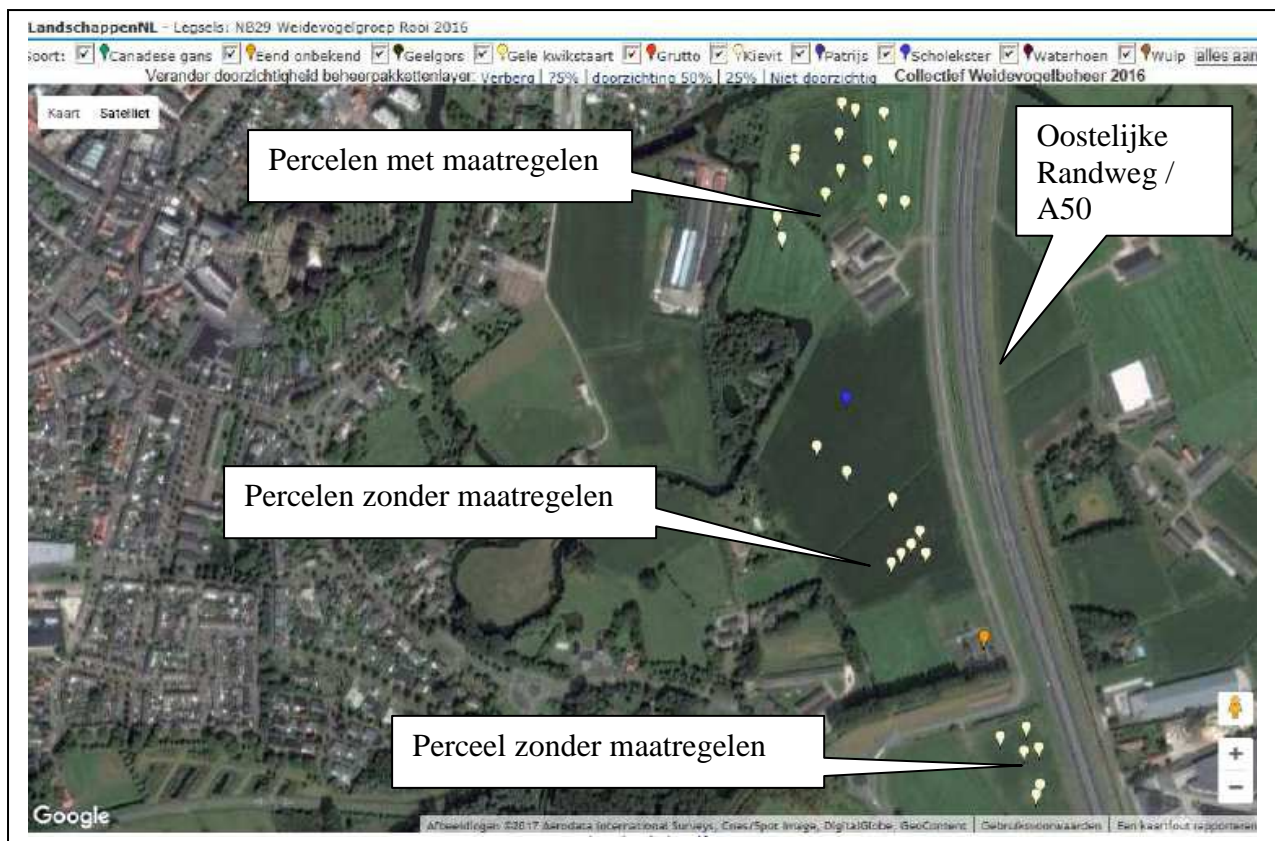 LandschappenNL - Legsels: NB29 Weidevogelgroep Rooi 2016
Soort: Canadese gans Eend onbekend Geelgors Gele kwikstaart Grutto Kievit Patrijs Scholekster Waterhoen Wulp alles aan
Verander doorzichtigheid beheerpakkettenlayer: Verberg | 75% | doorzichting 50% | 25% | Niet doorzichtig Collectief Weidevogelbeheer 2016
Kaart Satelliet
Percelen met maatregelen
Oostelijke
Randweg /
A50
Percelen zonder maatregelen
Perceel zonder maatregelen
+
−
Google
Afbeeldingen ©2017 Aerodata International Surveys, Cnes/Spot Image, DigitalGlobe, GeoContent Gebruiksvoorwaarden Een kaartfout rapporteren